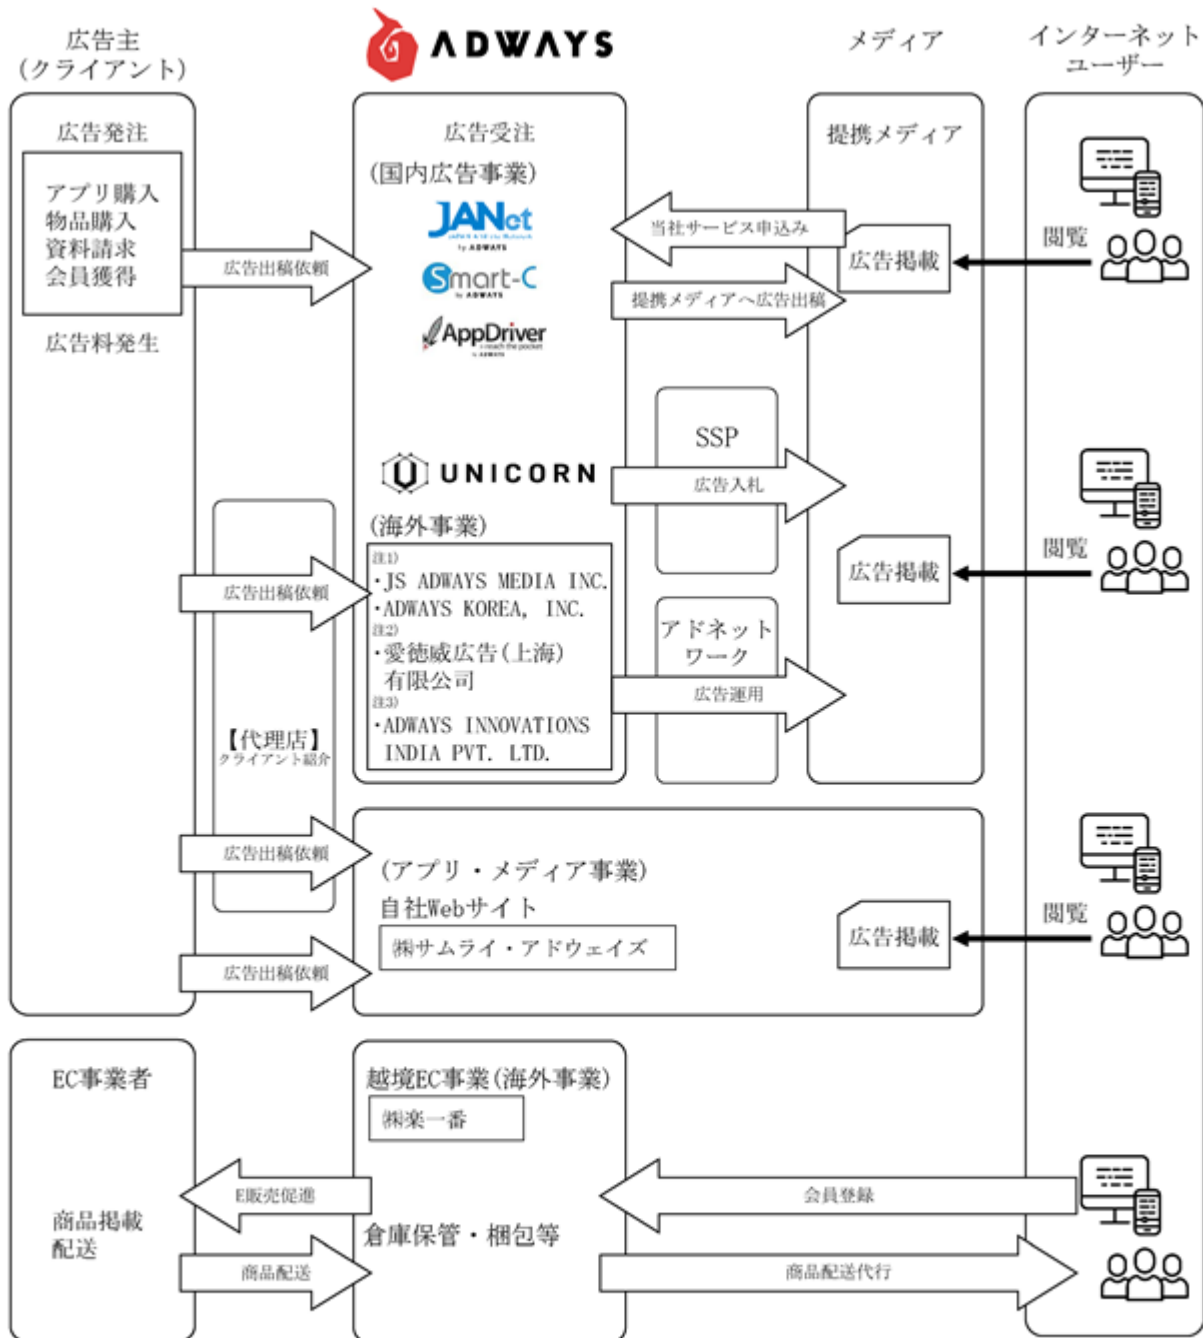 広告主
(クライアント)
ADWAYS
メディア
インターネット
ユーザー
広告発注
アプリ購入
物品購入
資料請求
会員獲得
広告料発生
広告出稿依頼
広告受注
(国内広告事業)
JANet
by ADWAYS
Smart-C
by ADWAYS
AppDriver
reach the pocket
by ADWAYS
当社サービス申込み
提携メディアへ広告出稿
提携メディア
広告掲載
閲覧
UNICORN
SSP
広告入札
(海外事業)
注1)
・JS ADWAYS MEDIA INC.
・ADWAYS KOREA, INC.
注2)
・愛徳威広告(上海)
有限公司
注3)
・ADWAYS INNOVATIONS
INDIA PVT. LTD.
広告出稿依頼
アドネット
ワーク
広告運用
広告掲載
閲覧
【代理店】
クライアント紹介
広告出稿依頼
広告出稿依頼
(アプリ・メディア事業)
自社Webサイト
㈱サムライ・アドウェイズ
広告掲載
閲覧
EC事業者
商品掲載
配送
越境EC事業(海外事業)
㈱楽一番
E販売促進
倉庫保管・梱包等
商品配送
会員登録
商品配送代行